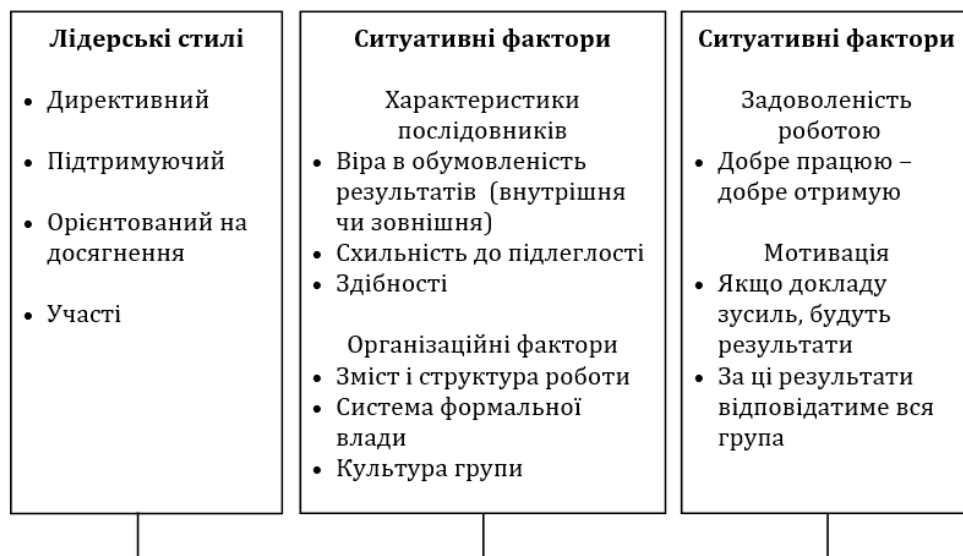 Лідерські стилі
• Директивний
• Підтримуючий
• Орієнтований на
досягнення
• Участі
Ситуативні фактори
Характеристики
послідовників
• Віра в обумовленість
результатів (внутрішня
чи зовнішня)
• Схильність до підлеглості
• Здібності
Організаційні фактори
• Зміст і структура роботи
• Система формальної
влади
• Культура групи
Ситуативні фактори
Задоволеність
роботою
• Добре працюю –
добре отримую
Мотивація
• Якщо докладу
зусиль, будуть
результати
• За ці результати
відповідатиме вся
група